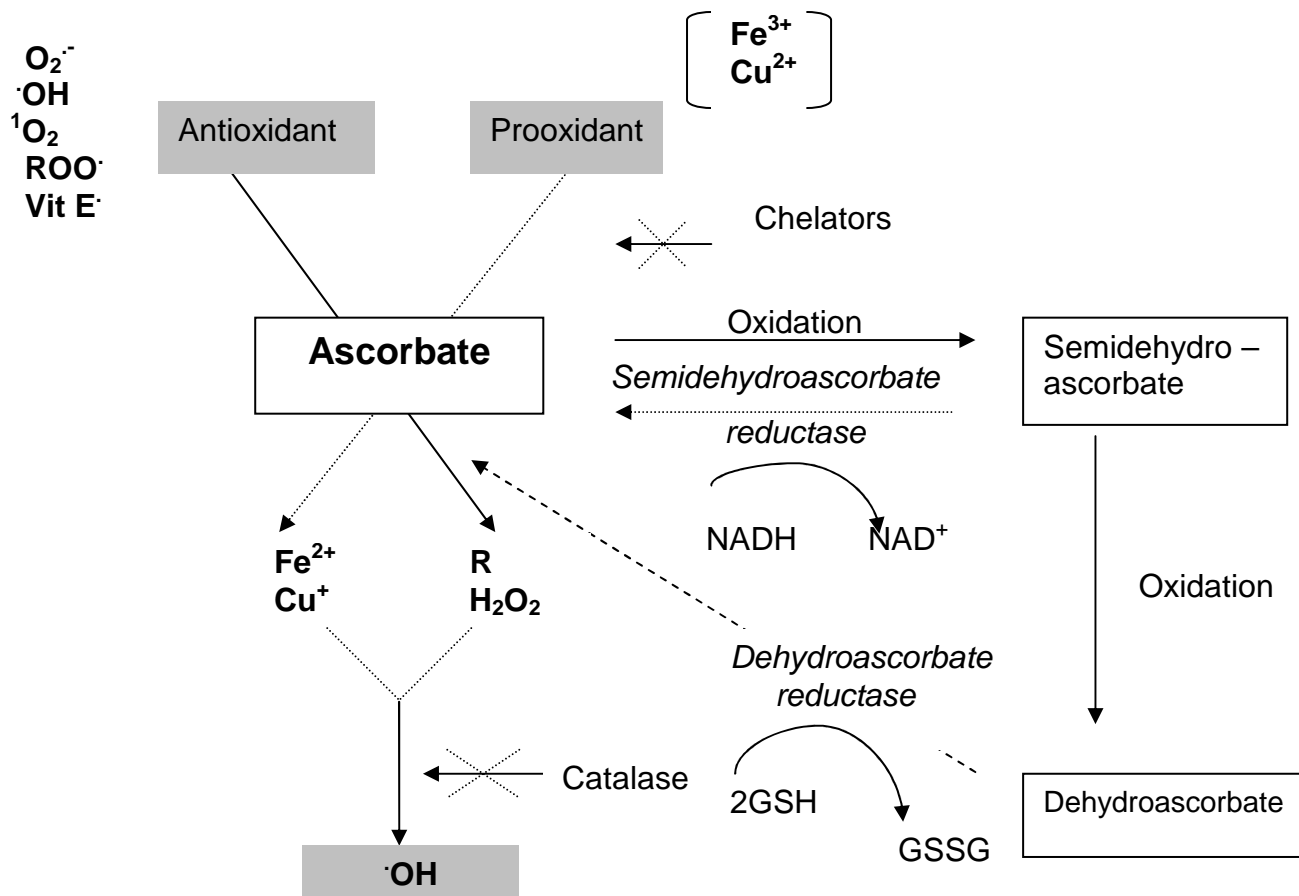 O₂·-
·OH
¹O₂
ROO·
Vit E·
Fe³⁺
Cu²⁺
Antioxidant
Prooxidant
Chelators
Ascorbate
Oxidation
Semidehydroascorbate
reductase
NADH
NAD⁺
Semidehydro –
ascorbate
Fe²⁺
Cu⁺
R
H₂O₂
Oxidation
Dehydroascorbate
reductase
2GSH
GSSG
Catalase
Dehydroascorbate
·OH